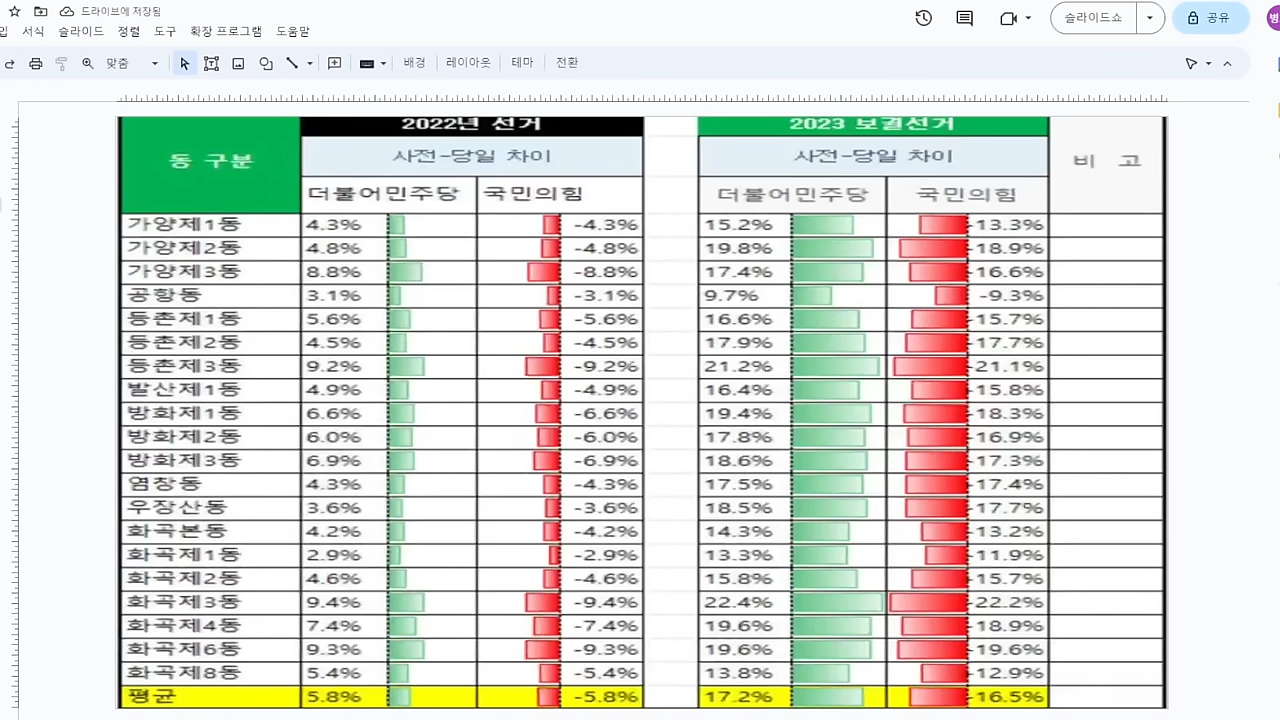 드라이브에 저장됨
입 서식 슬라이드 정렬 도구 확장 프로그램 도움말
슬라이드쇼 공유
맞춤 배경 레이아웃 테마 전환
동 구분 2022년 선거 2023 보궐선거 비 고
사전-당일 차이 사전-당일 차이
더불어민주당 국민의힘 더불어민주당 국민의힘
가양제1동 4.3% -4.3% 15.2% -13.3%
가양제2동 4.8% -4.8% 19.8% -18.9%
가양제3동 8.8% -8.8% 17.4% -16.6%
공항동 3.1% -3.1% 9.7% -9.3%
등촌제1동 5.6% -5.6% 16.6% -15.7%
등촌제2동 4.5% -4.5% 17.9% -17.7%
등촌제3동 9.2% -9.2% 21.2% -21.1%
발산제1동 4.9% -4.9% 16.4% -15.8%
방화제1동 6.6% -6.6% 19.4% -18.3%
방화제2동 6.0% -6.0% 17.8% -16.9%
방화제3동 6.9% -6.9% 18.6% -17.3%
염창동 4.3% -4.3% 17.5% -17.4%
우장산동 3.6% -3.6% 18.5% -17.7%
화곡본동 4.2% -4.2% 14.3% -13.2%
화곡제1동 2.9% -2.9% 13.3% -11.9%
화곡제2동 4.6% -4.6% 15.8% -15.7%
화곡제3동 9.4% -9.4% 22.4% -22.2%
화곡제4동 7.4% -7.4% 19.6% -18.9%
화곡제6동 9.3% -9.3% 19.6% -19.6%
화곡제8동 5.4% -5.4% 13.8% -12.9%
평균 5.8% -5.8% 17.2% -16.5%